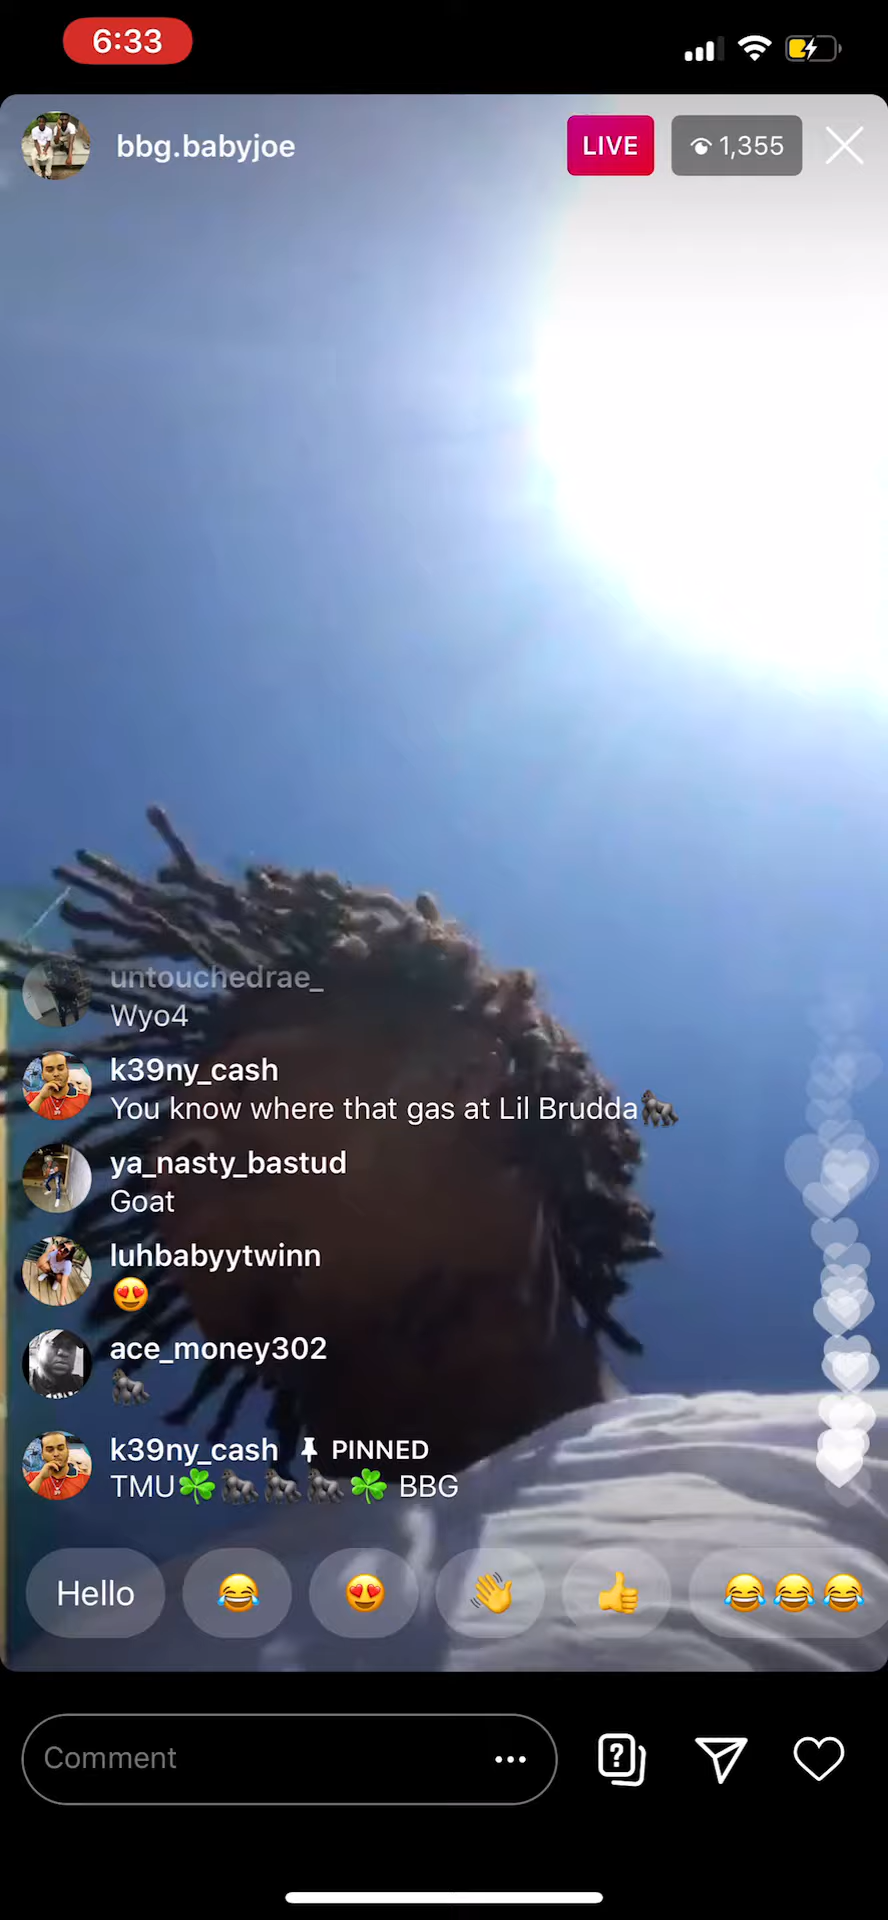 6:33
bbg.babyjoe
LIVE
1,355
untouchedrae_
Wyo4
k39ny_cash
You know where that gas at Lil Brudda🦍
ya_nasty_bastud
Goat
luhbabyytwinn
😍
ace_money302
🦍
k39ny_cash PINNED
TMU☘️🦍🦍🦍☘️ BBG
Hello 😂 😍 👋 👍 😂😂😂
Comment